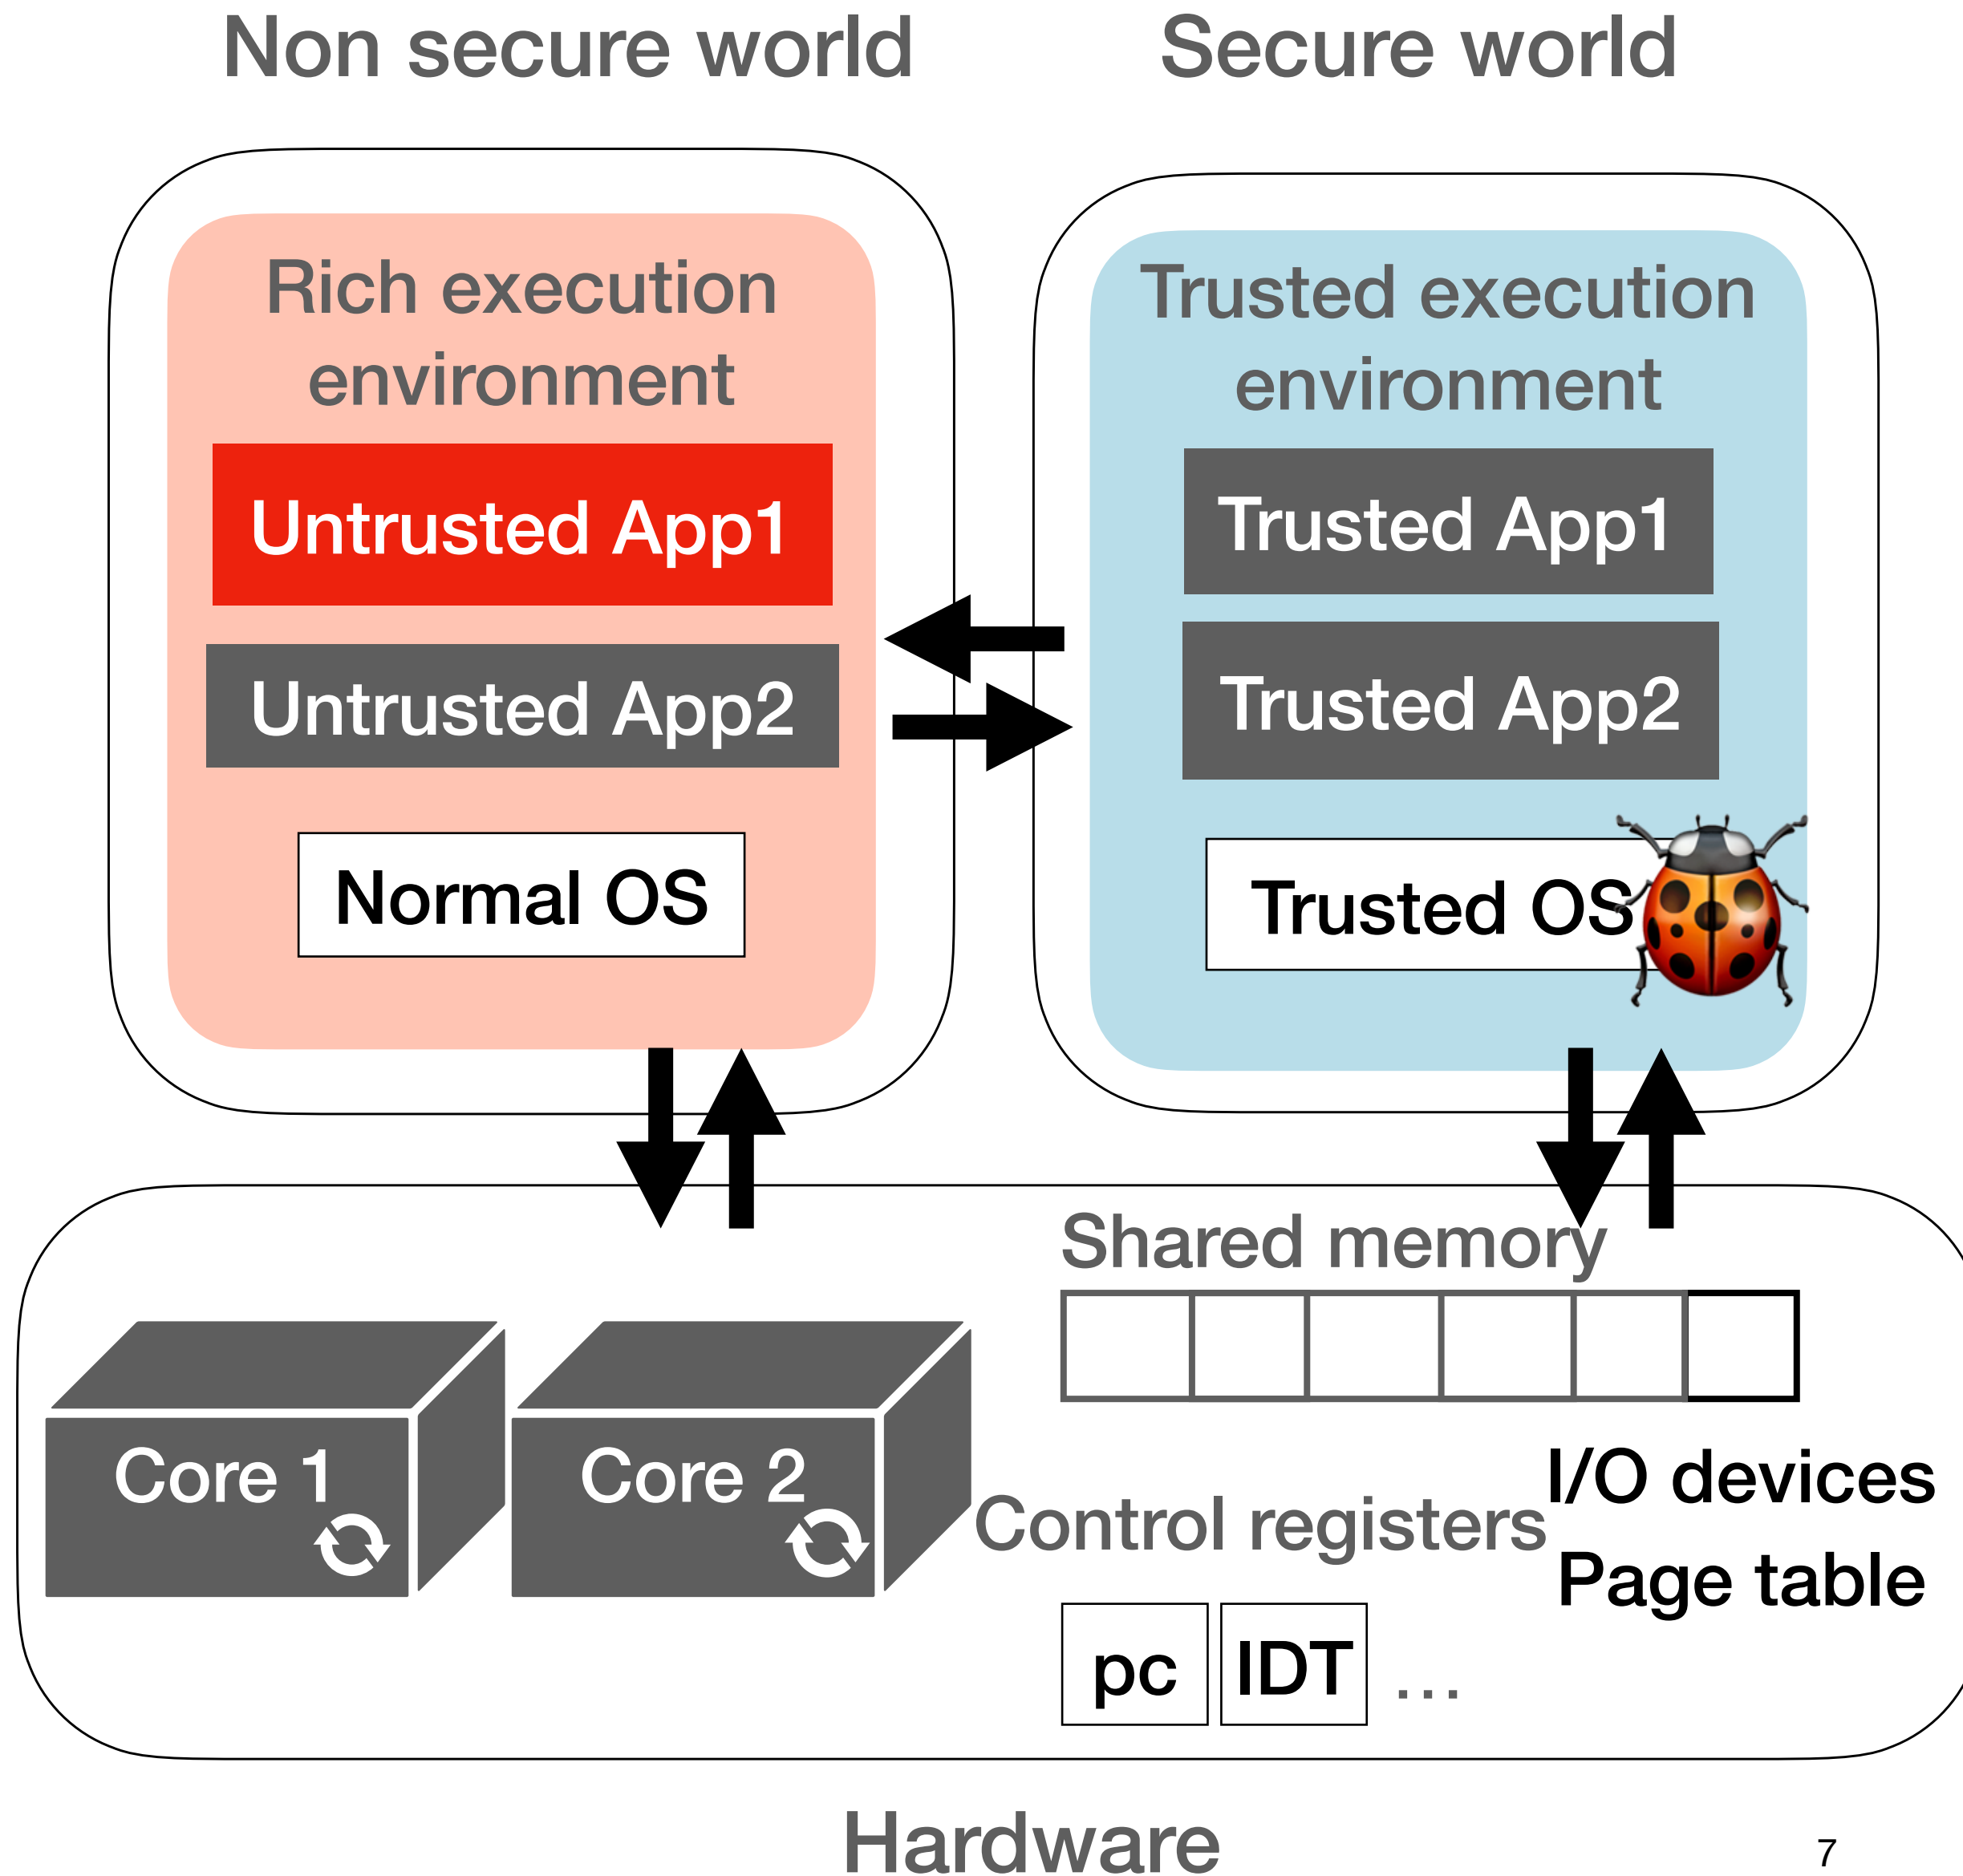 Non secure world
Secure world
Rich execution
environment
Untrusted App1
Untrusted App2
Normal OS
Trusted execution
environment
Trusted App1
Trusted App2
Trusted OS
Shared memory
Core 1
Core 2
I/O devices
Control registers
Page table
pc
IDT
...
Hardware
7